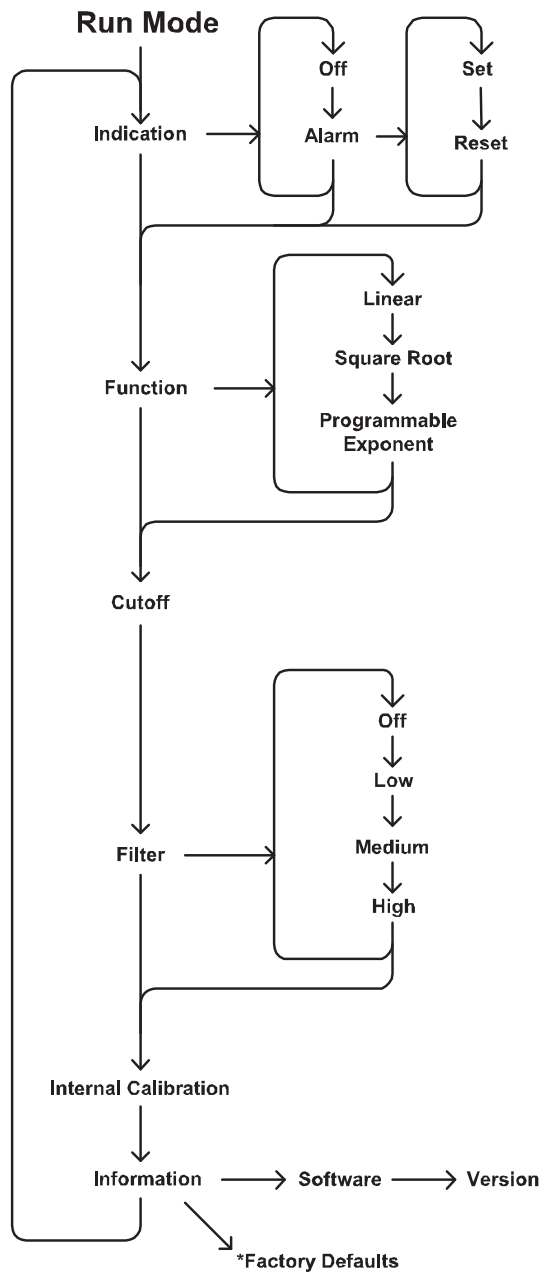 Run Mode
Off
Set
Indication
Alarm
Reset
Linear
Square Root
Function
Programmable
Exponent
Cutoff
Off
Low
Filter
Medium
High
Internal Calibration
Information
Software
Version
*Factory Defaults